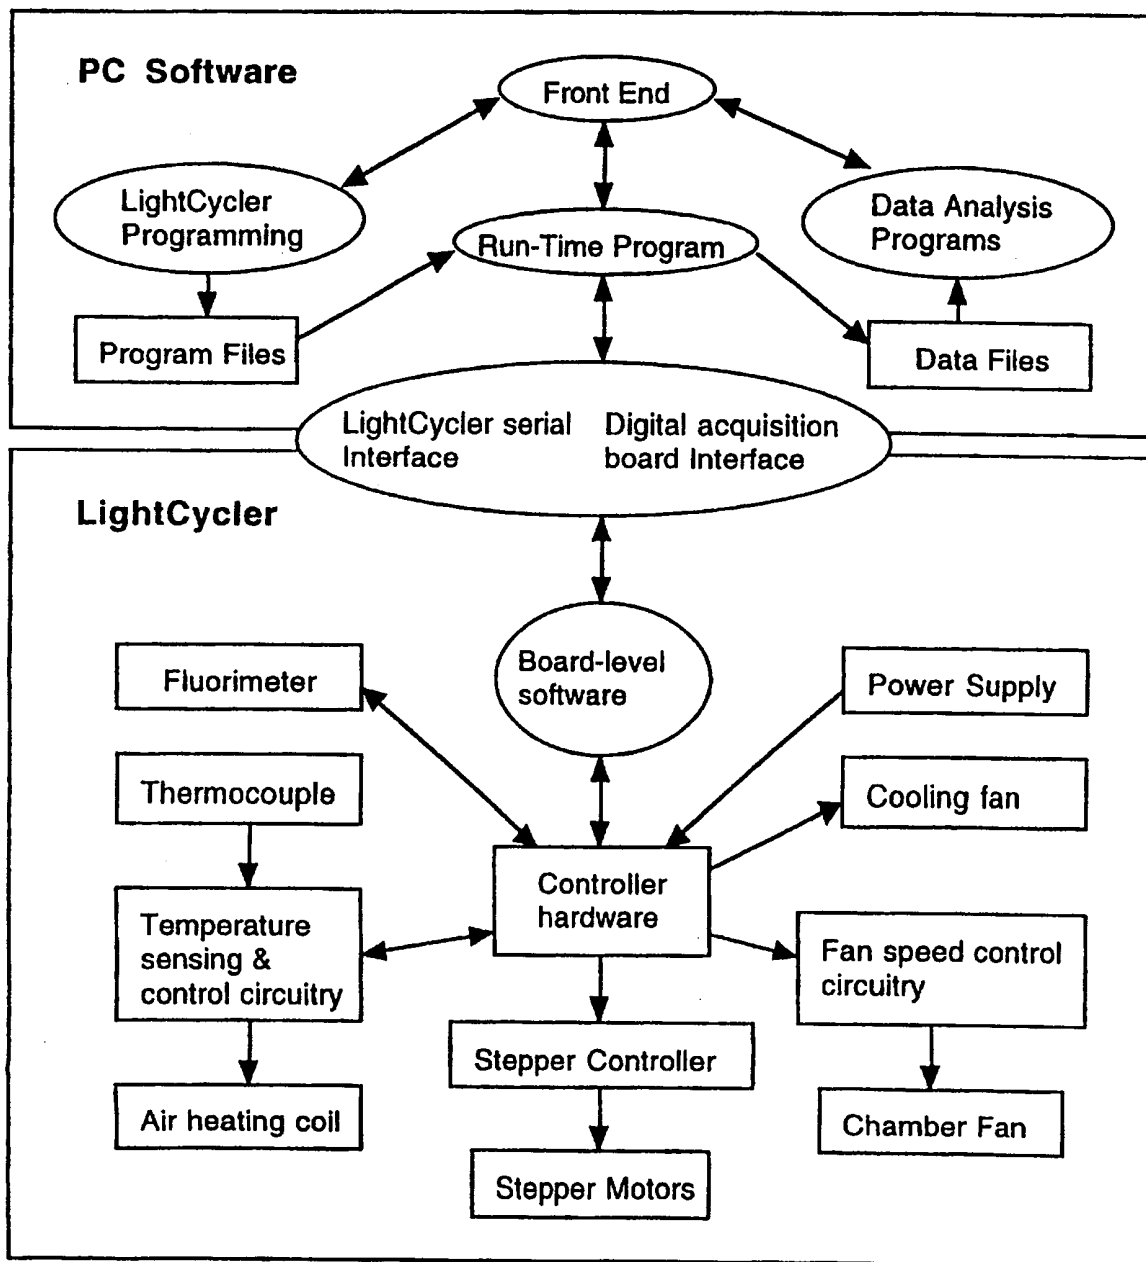 PC Software
Front End
LightCycler
Programming
Run-Time Program
Data Analysis
Programs
Program Files
Data Files
LightCycler serial
Interface
Digital acquisition
board Interface
LightCycler
Board-level
software
Fluorimeter
Power Supply
Thermocouple
Cooling fan
Controller
hardware
Temperature
sensing &
control circuitry
Fan speed control
circuitry
Stepper Controller
Air heating coil
Chamber Fan
Stepper Motors